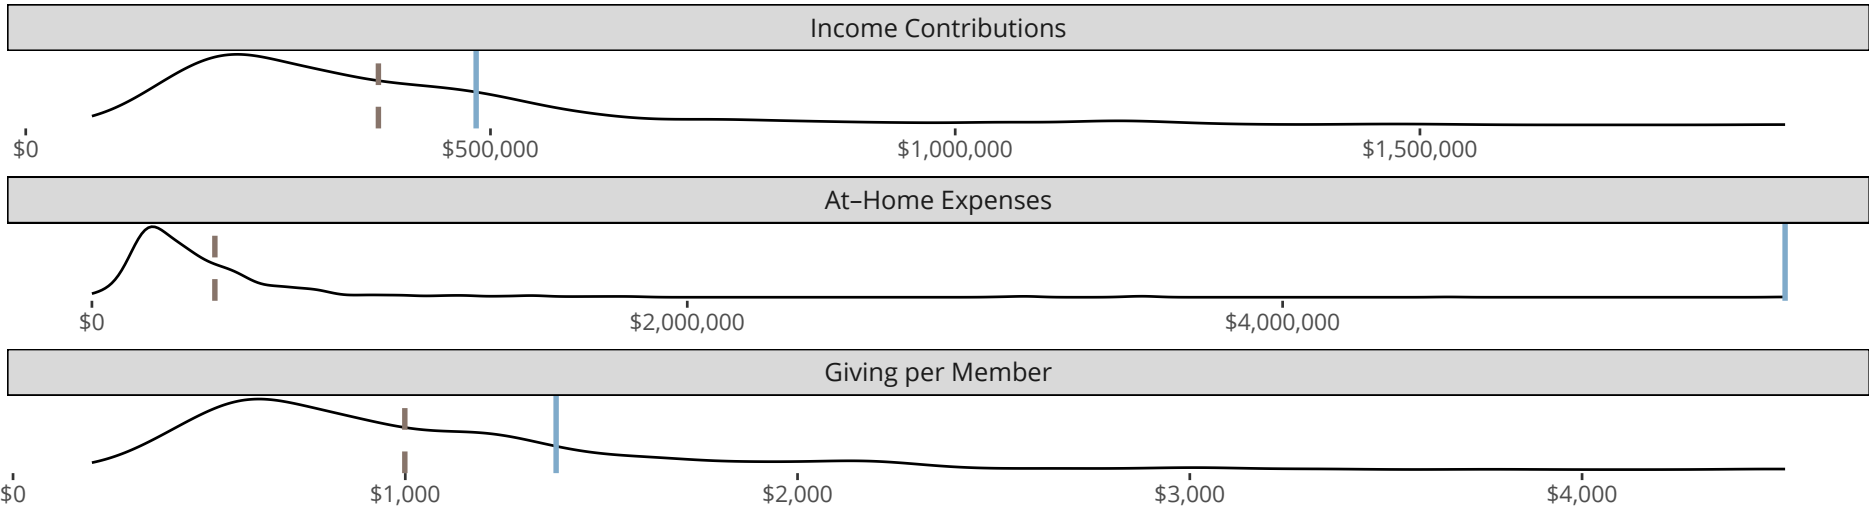 Income Contributions
$0 $500,000 $1,000,000 $1,500,000
At–Home Expenses
$0 $2,000,000 $4,000,000
Giving per Member
$0 $1,000 $2,000 $3,000 $4,000